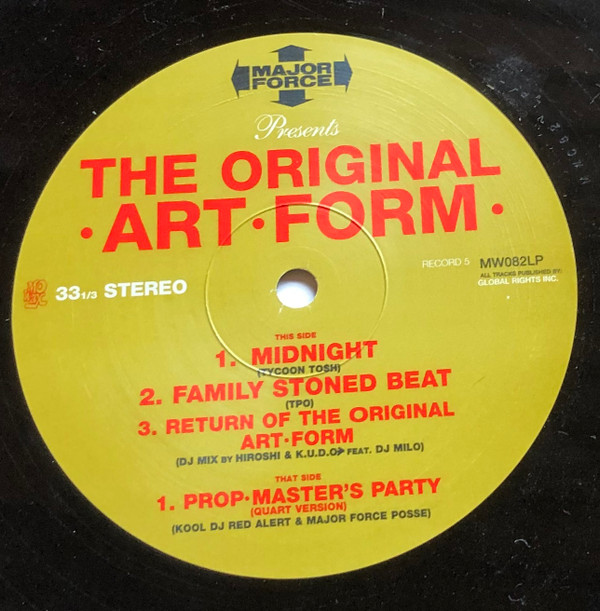 MAJOR
FORCE
Presents
THE ORIGINAL
·ART·FORM·
MO
WAX
33 1/3 STEREO
RECORD 5 MW082LP
ALL TRACKS PUBLISHED BY:
GLOBAL RIGHTS INC.
THIS SIDE
1. MIDNIGHT
(TYCOON TOSH)
2. FAMILY STONED BEAT
(TPO)
3. RETURN OF THE ORIGINAL
ART·FORM
(DJ MIX BY HIROSHI & K.U.D.O FEAT. DJ MILO)
THAT SIDE
1. PROP·MASTER'S PARTY
(QUART VERSION)
(KOOL DJ RED ALERT & MAJOR FORCE POSSE)